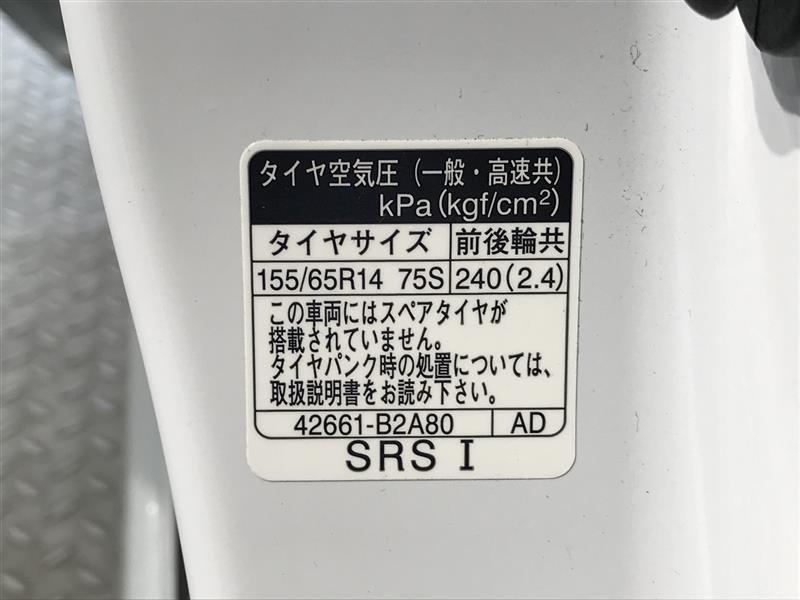 タイヤ空気圧（一般・高速共）
kPa(kgf/cm²)
タイヤサイズ 前後輪共
155/65R14 75S 240(2.4)
この車両にはスペアタイヤが
搭載されていません。
タイヤパンク時の処置については、
取扱説明書をお読み下さい。
42661-B2A80 AD
SRS I